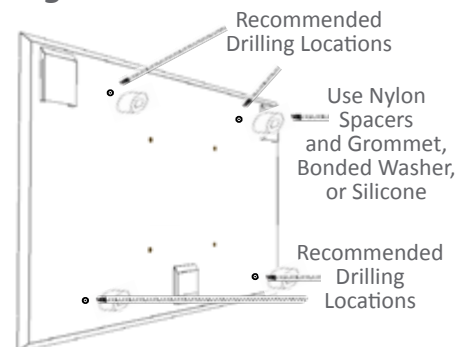 Recommended
Drilling Locations
Use Nylon
Spacers
and Grommet,
Bonded Washer,
or Silicone
Recommended
Drilling
Locations